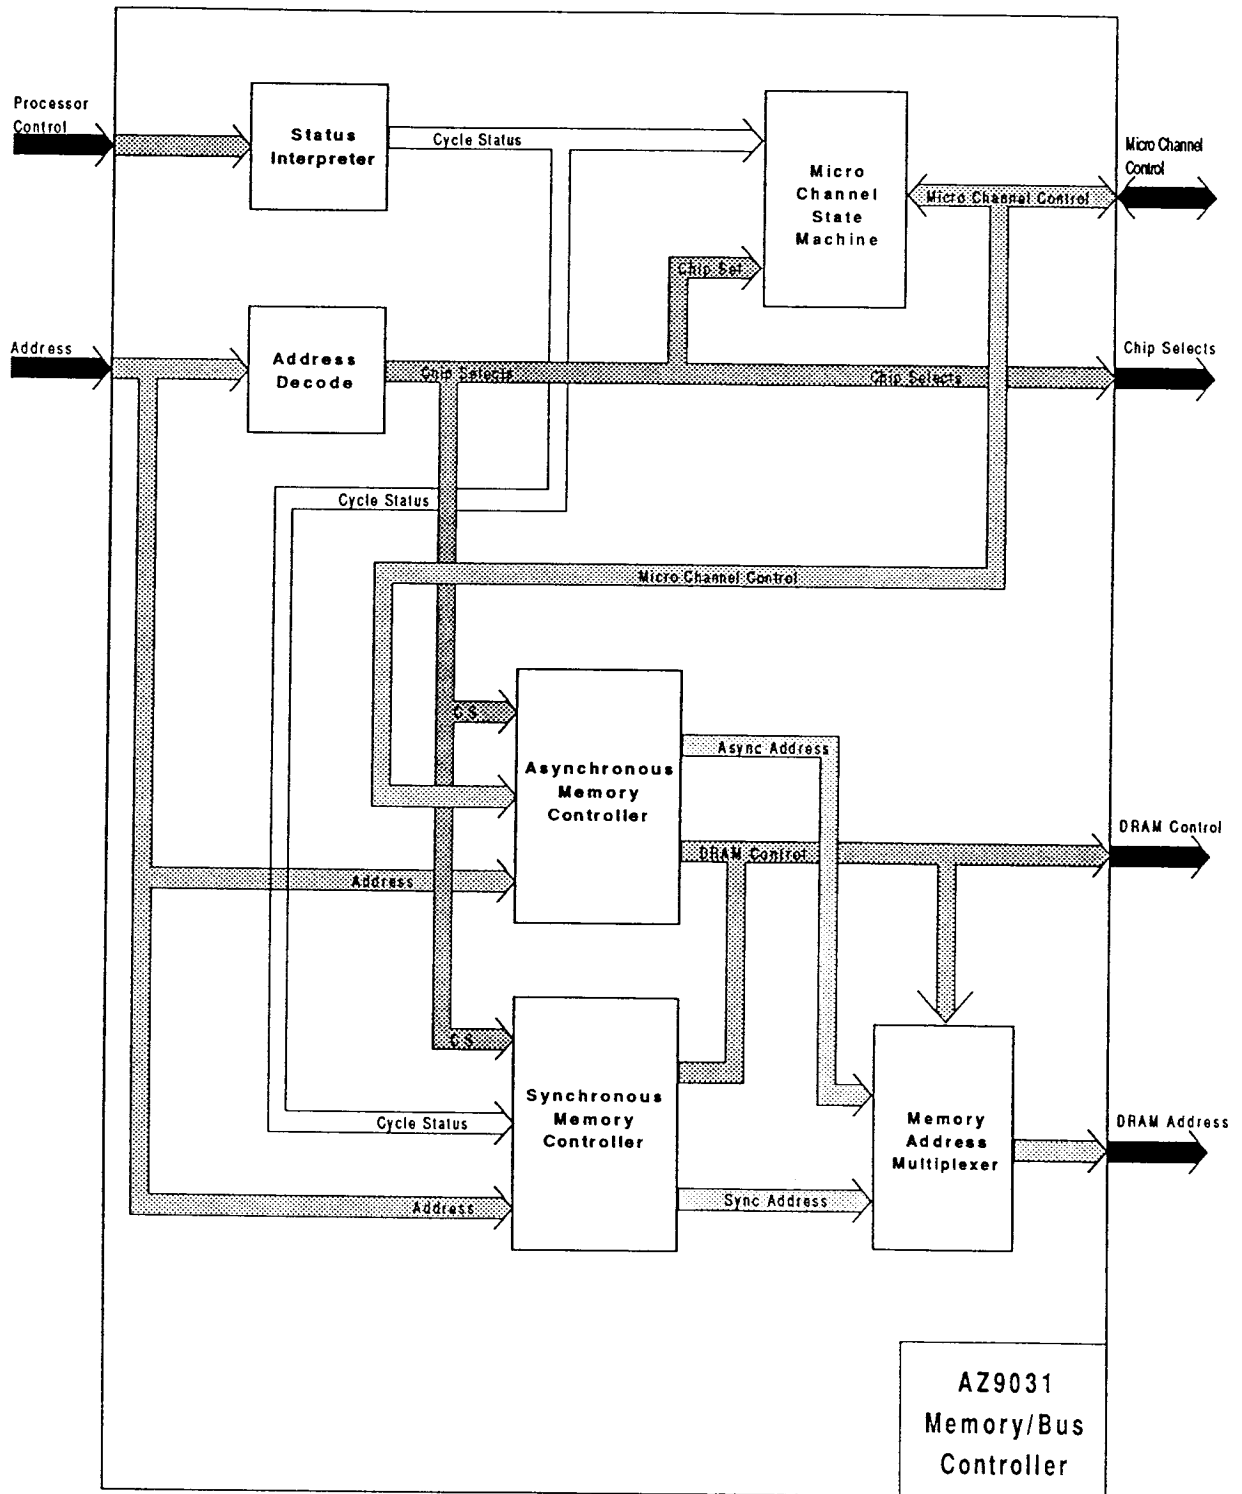 Processor
Control
Status
Interpreter
Cycle Status
Micro
Channel
State
Machine
Micro Channel
Control
Micro Channel Control
Chip Set
Address
Address
Decode
Chip Selects
Chip Selects
Chip Selects
Cycle Status
Micro Channel Control
C.S.
Asynchronous
Memory
Controller
Async Address
DRAM Control
DRAM Control
Address
C.S.
Synchronous
Memory
Controller
Cycle Status
Address
Sync Address
Memory
Address
Multiplexer
DRAM Address
AZ9031
Memory/Bus
Controller